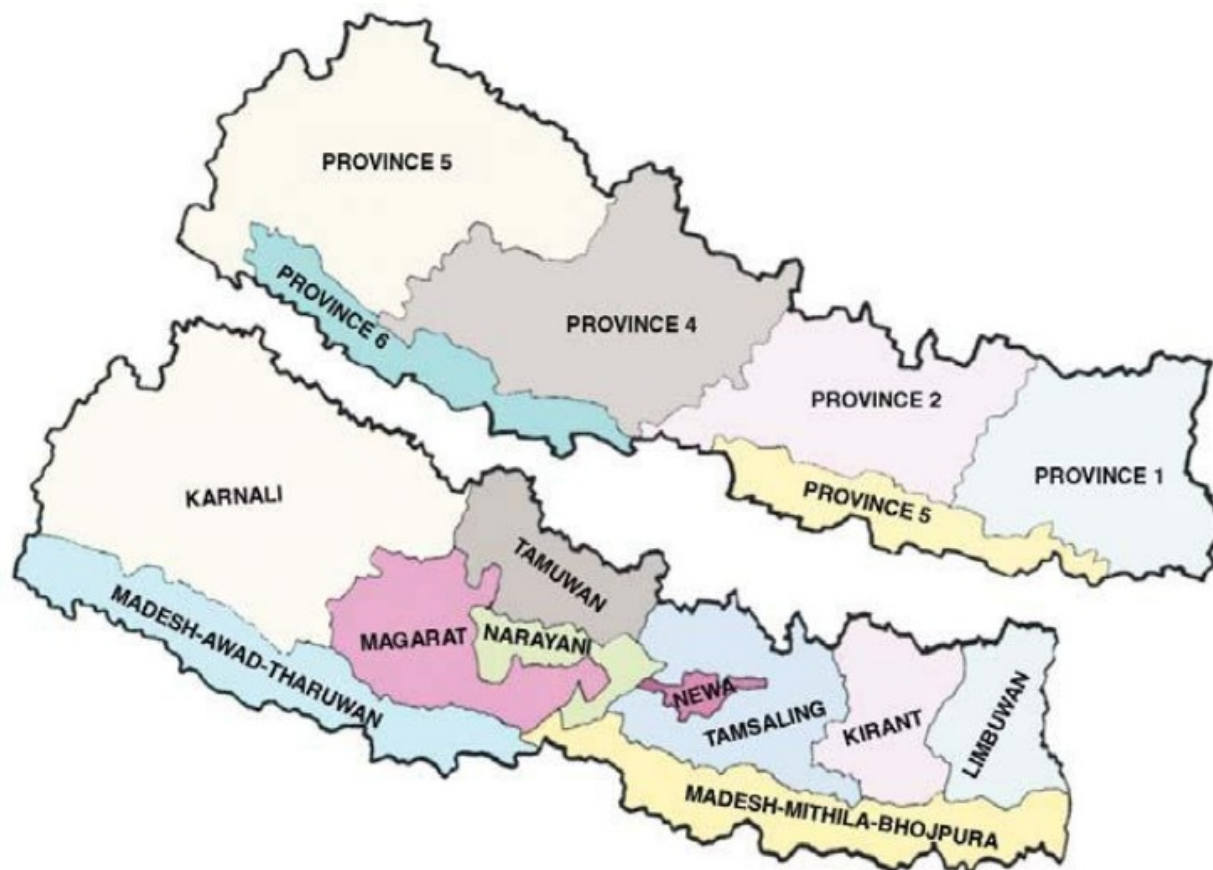 PROVINCE 5
PROVINCE 6
PROVINCE 4
PROVINCE 2
PROVINCE 1
PROVINCE 5
KARNALI
TAMUWAN
MADESH-AWAD-THARUWAN
MAGARAT
NARAYANI
NEWA
TAMSALING
KIRANT
LIMBUWAN
MADESH-MITHILA-BHOJPURA